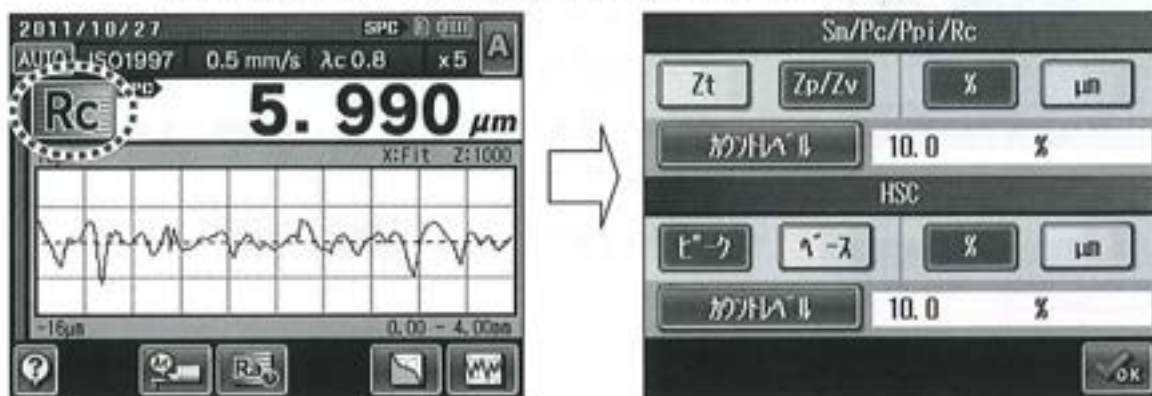 2011/10/27 SPC
AUTO ISO1997 0.5 mm/s λc 0.8 x5 A
Rc 5.990 µm
X:Fit Z:1000
-16µm 0.00 - 4.00mm
? Ra
Sm/Pc/Ppi/Rc
Zt Zp/Zv % µm
ｶｳﾝﾄﾚﾍﾞﾙ 10.0 %
HSC
ﾋﾟｰｸ ﾍﾞｰｽ % µm
ｶｳﾝﾄﾚﾍﾞﾙ 10.0 %
OK